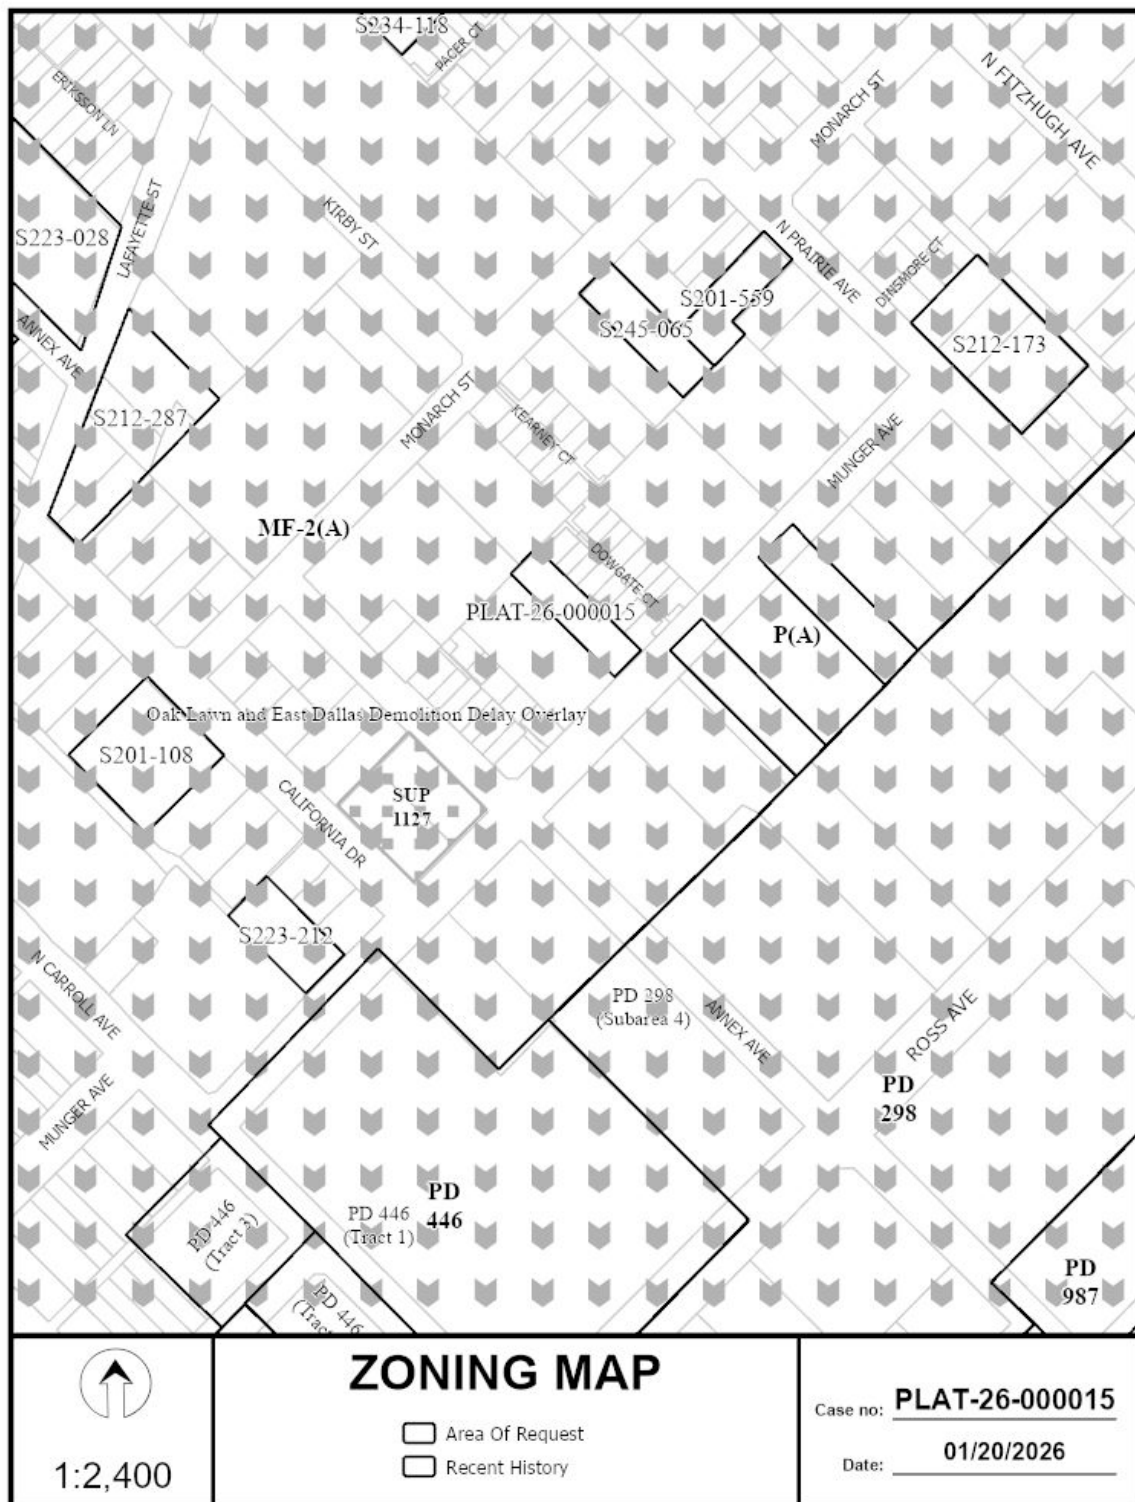 S234-118
PACER CT
N FITZHUGH AVE
ERIKSSON LN
MONARCH ST
LAFAYETTE ST
KIRBY ST
S223-028
N PRAIRIE AVE
DINSMORE CT
S201-559
S245-065
S212-173
ANNEX AVE
S212-287
MONARCH ST
KEARNEY CT
MUNGER AVE
MF-2(A)
DOWGATE CT
PLAT-26-000015
P(A)
Oak Lawn and East Dallas Demolition Delay Overlay
S201-108
CALIFORNIA DR
SUP
1127
S223-212
N CARROLL AVE
PD 298
(Subarea 4)
ANNEX AVE
ROSS AVE
MUNGER AVE
PD
298
PD 446
(Tract 3)
PD 446
(Tract 1)
PD
446
PD 446
PD
987
1:2,400
ZONING MAP
Area Of Request
Recent History
Case no: PLAT-26-000015
Date: 01/20/2026